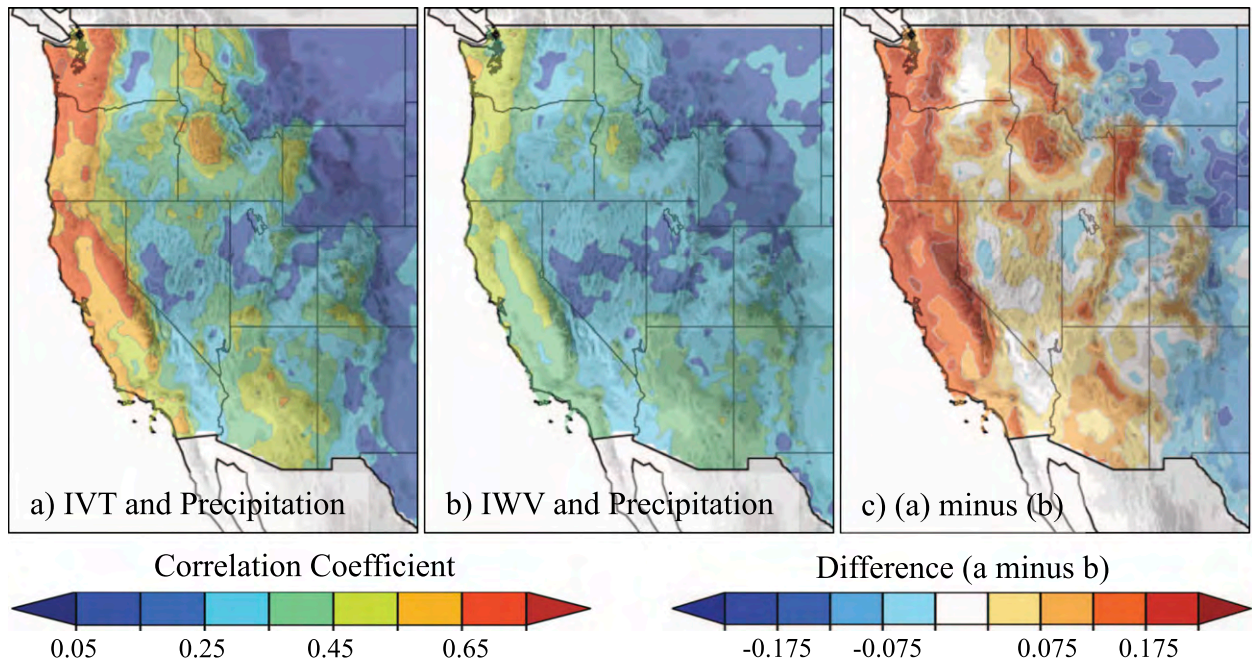 a) IVT and Precipitation
b) IWV and Precipitation
c) (a) minus (b)
Correlation Coefficient
0.05 0.25 0.45 0.65
Difference (a minus b)
-0.175 -0.075 0.075 0.175